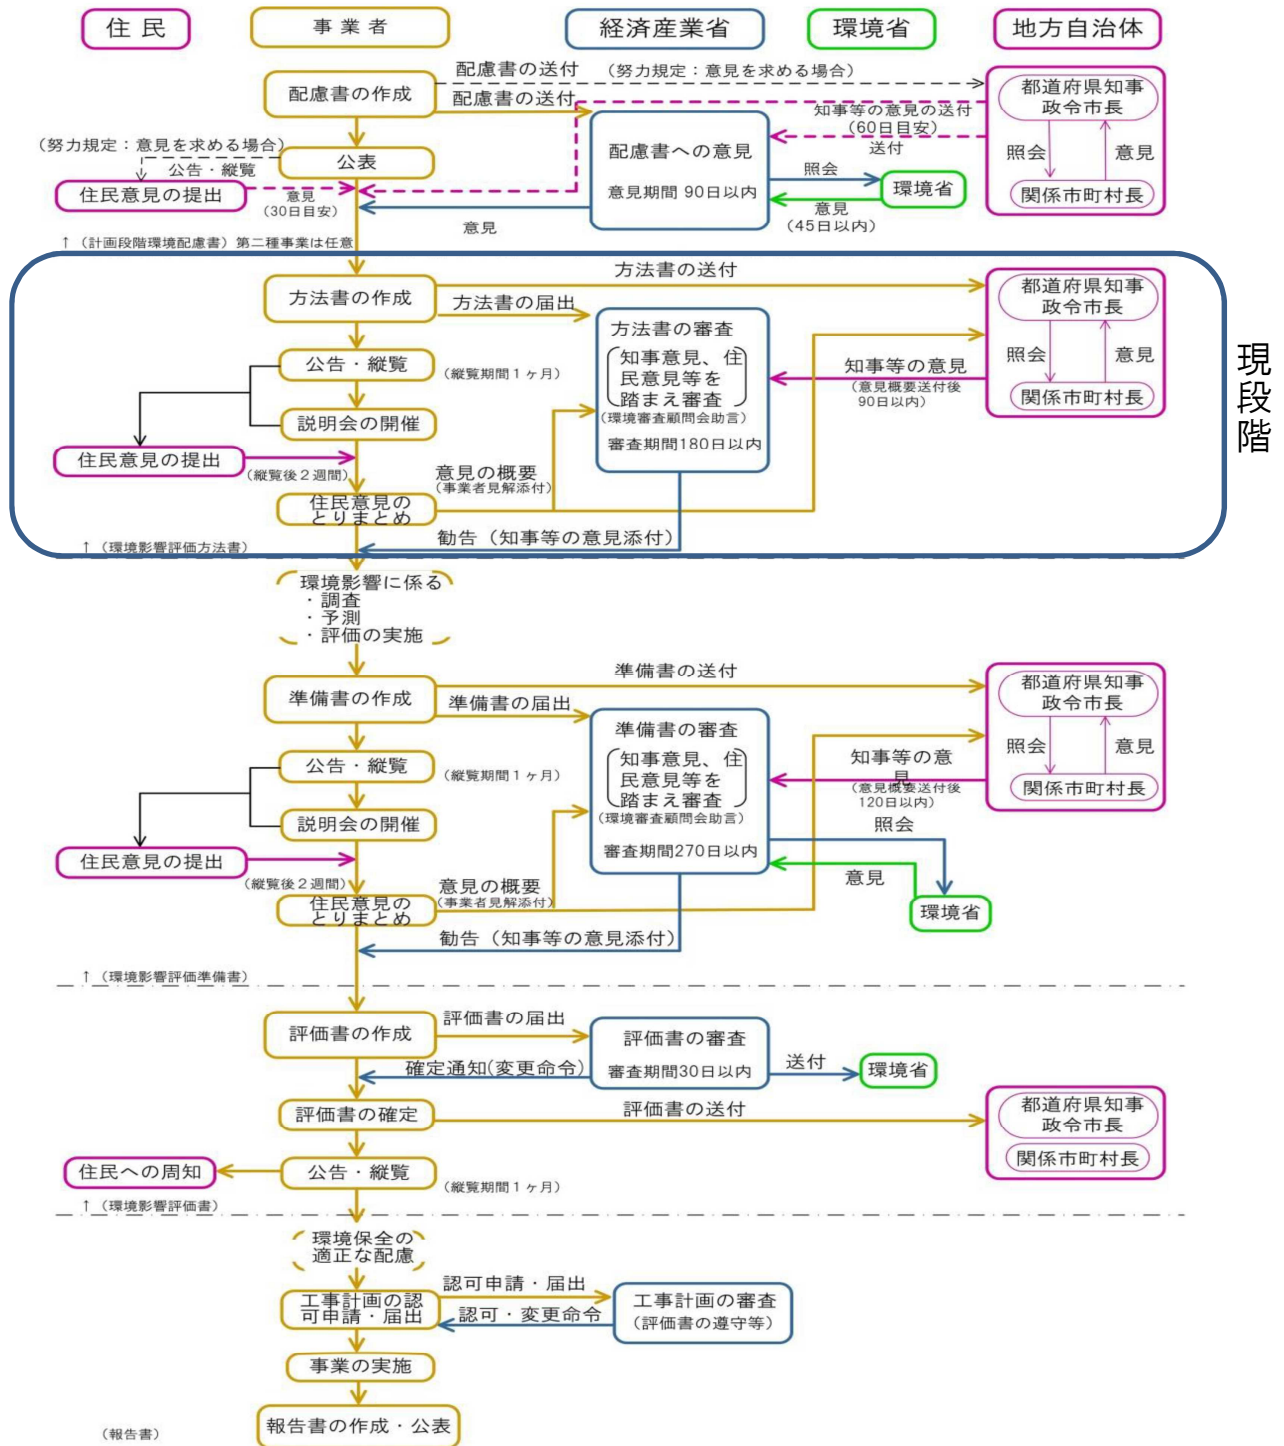 住 民
事 業 者
経済産業省
環境省
地方自治体
配慮書の送付 （努力規定：意見を求める場合）
配慮書の作成
配慮書の送付
都道府県知事
政令市長
知事等の意見の送付
（60日目安）
送付
（努力規定：意見を求める場合）
公告・縦覧
公表
配慮書への意見
意見期間 90日以内
照会
環境省
意見
（45日以内）
照会
意見
関係市町村長
住民意見の提出
意見
（30日目安）
意見
↑（計画段階環境配慮書）第二種事業は任意
方法書の送付
方法書の作成
方法書の届出
都道府県知事
政令市長
方法書の審査
知事意見、住
民意見等を
踏まえ審査
（環境審査顧問会助言）
審査期間180日以内
公告・縦覧
（縦覧期間１ヶ月）
知事等の意見
（意見概要送付後
90日以内）
照会
意見
関係市町村長
現段階
説明会の開催
住民意見の提出
（縦覧後２週間）
意見の概要
（事業者見解添付）
住民意見の
とりまとめ
勧告（知事等の意見添付）
↑（環境影響評価方法書）
環境影響に係る
・調査
・予測
・評価の実施
準備書の送付
準備書の作成
準備書の届出
都道府県知事
政令市長
準備書の審査
知事意見、住
民意見等を
踏まえ審査
（環境審査顧問会助言）
審査期間270日以内
公告・縦覧
（縦覧期間１ヶ月）
知事等の意
見
（意見概要送付後
120日以内）
照会
意見
関係市町村長
照会
説明会の開催
住民意見の提出
（縦覧後２週間）
意見の概要
（事業者見解添付）
意見
環境省
住民意見の
とりまとめ
勧告（知事等の意見添付）
↑（環境影響評価準備書）
評価書の作成
評価書の届出
評価書の審査
審査期間30日以内
確定通知(変更命令)
送付
環境省
評価書の確定
評価書の送付
都道府県知事
政令市長
関係市町村長
住民への周知
公告・縦覧
（縦覧期間１ヶ月）
↑（環境影響評価書）
環境保全の
適正な配慮
認可申請・届出
工事計画の認
可申請・届出
認可・変更命令
工事計画の審査
（評価書の遵守等）
事業の実施
報告書の作成・公表
（報告書）